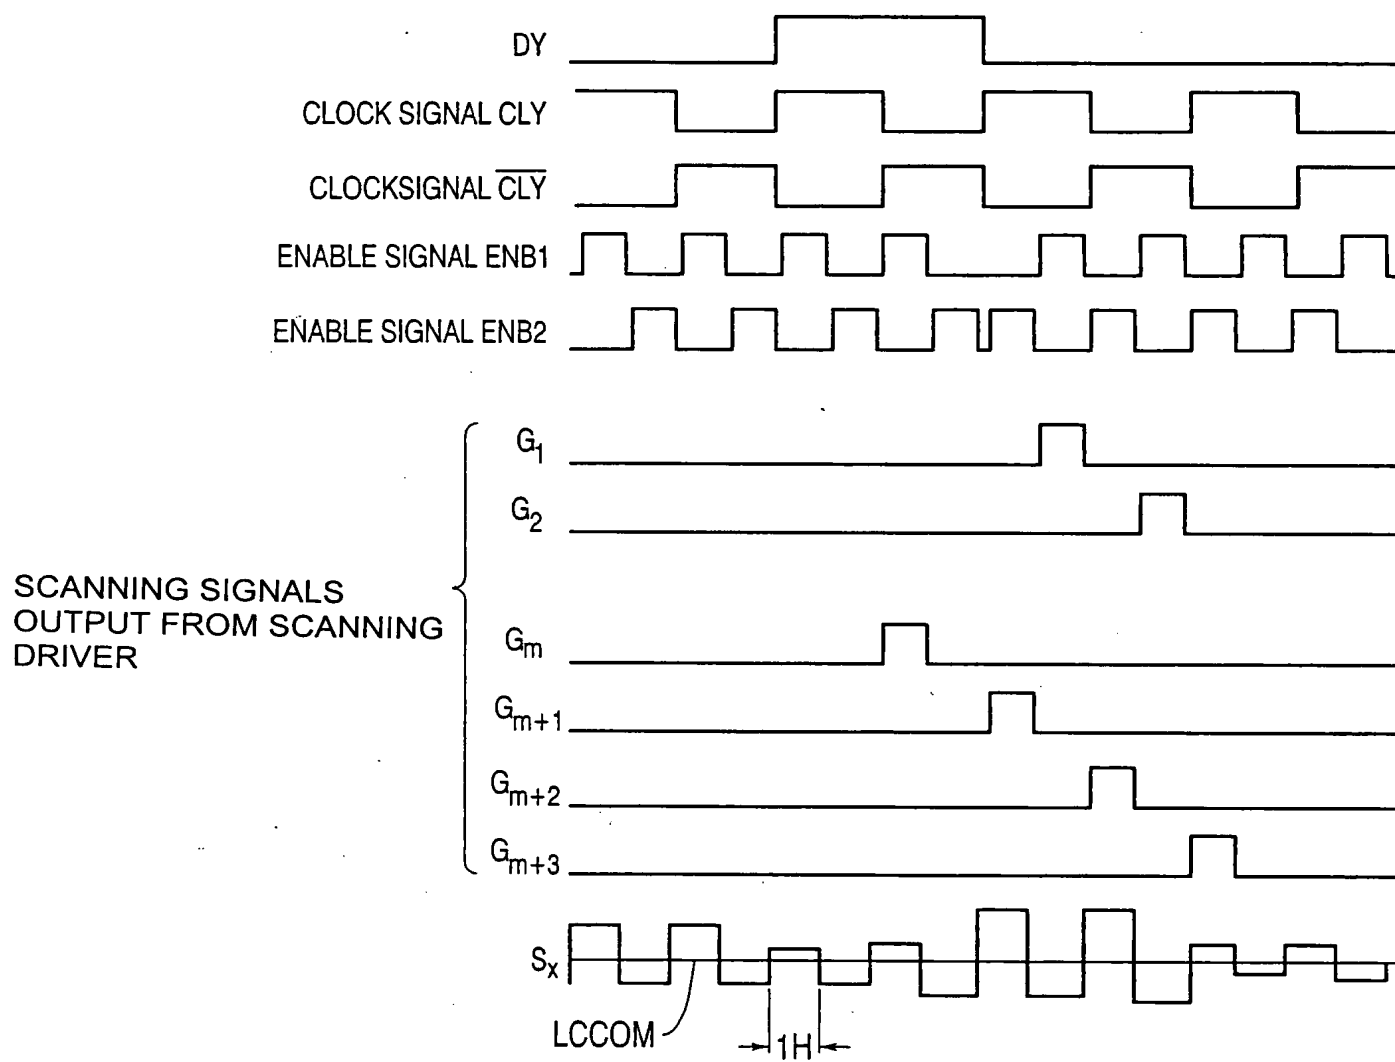 DY
CLOCK SIGNAL CLY
CLOCKSIGNAL C̅L̅Y̅
ENABLE SIGNAL ENB1
ENABLE SIGNAL ENB2
SCANNING SIGNALS
OUTPUT FROM SCANNING
DRIVER
G1
G2
Gm
Gm+1
Gm+2
Gm+3
Sx
LCCOM
1H